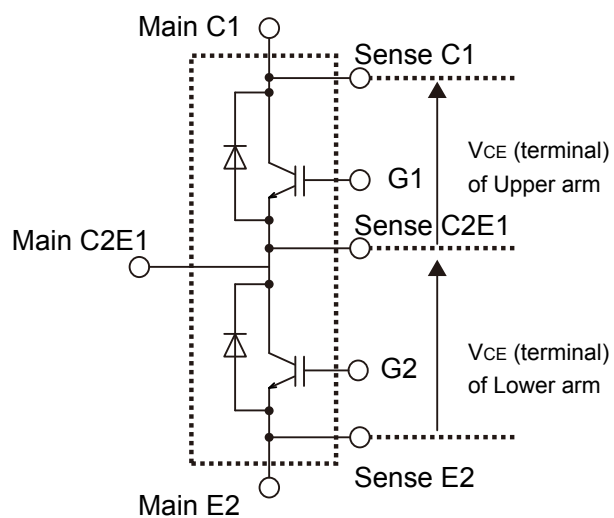 Main C1
Sense C1
VCE (terminal)
of Upper arm
G1
Sense C2E1
Main C2E1
VCE (terminal)
of Lower arm
G2
Sense E2
Main E2